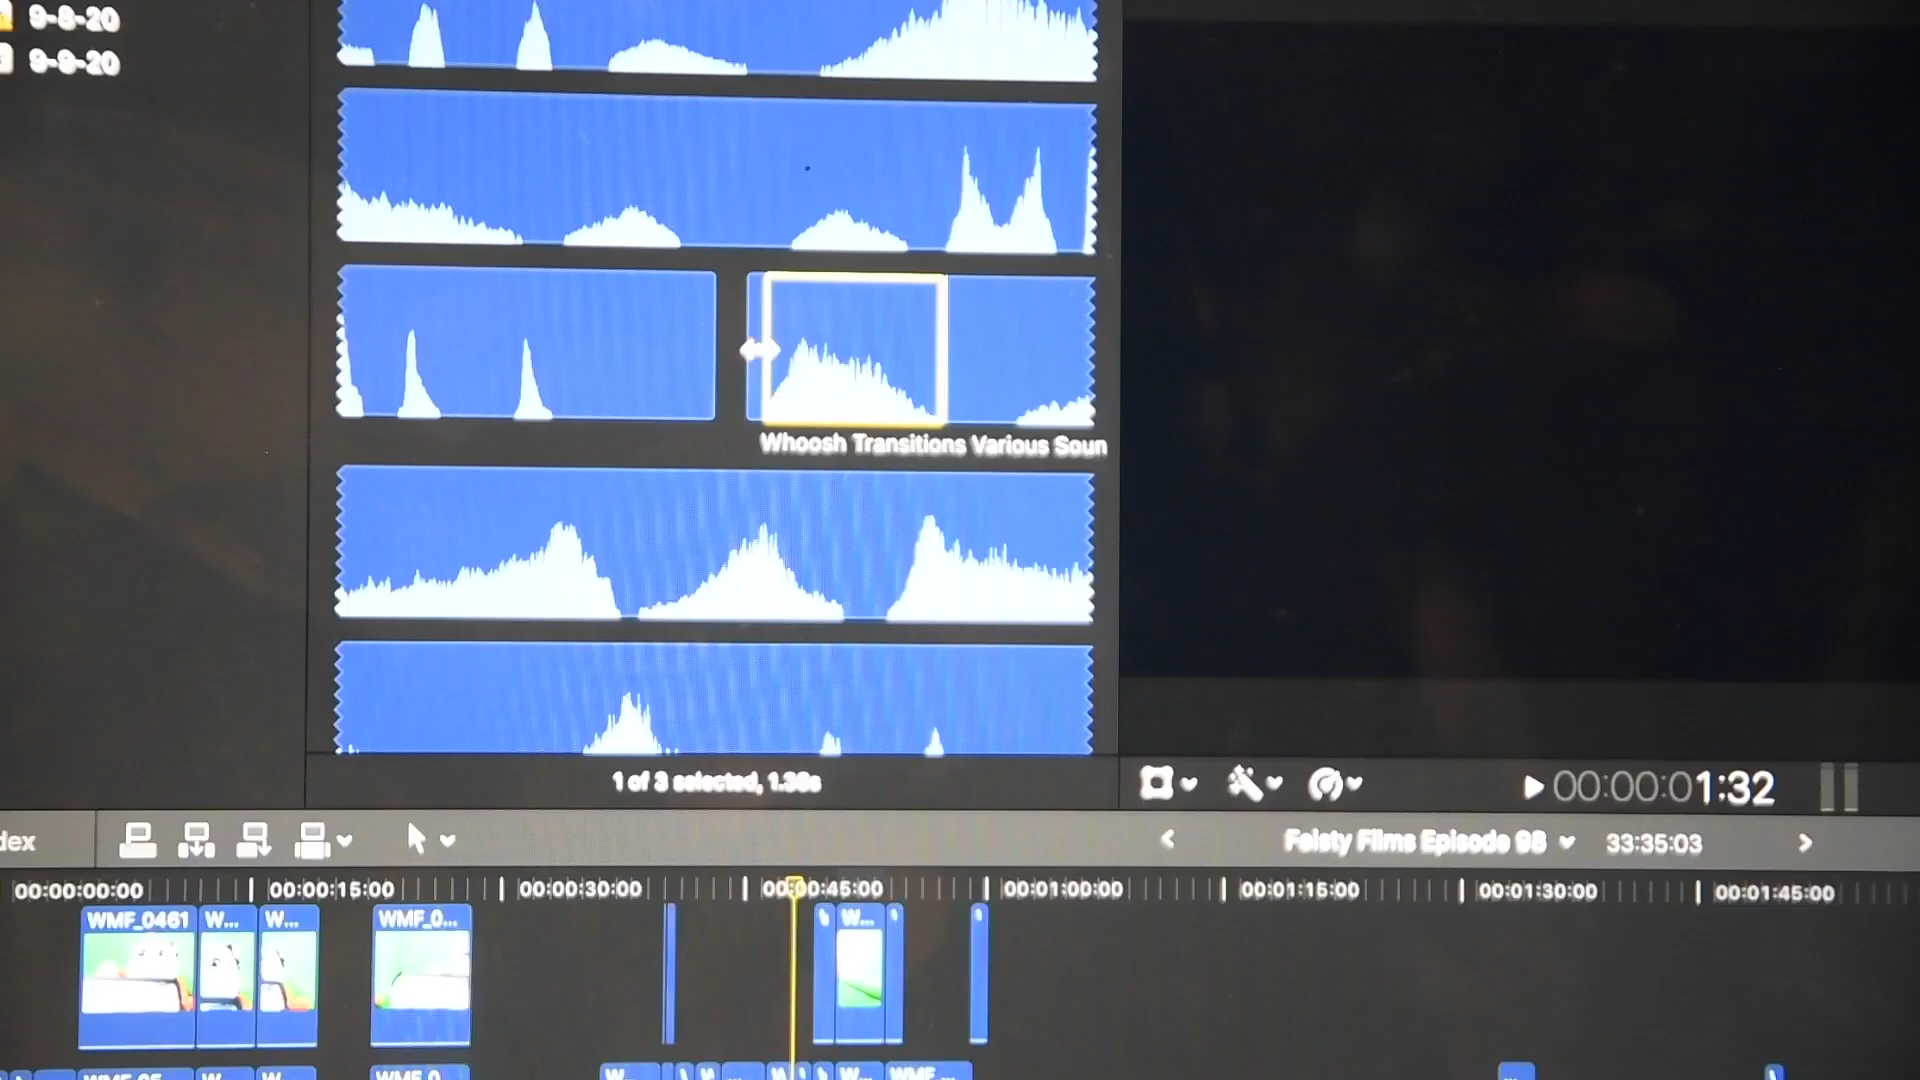 9-8-20
9-9-20
Whoosh Transitions Various Soun
1 of 3 selected, 1.38s
00:00:01:32
dex
Feisty Films Episode 98
33:35:03
00:00:00:00 00:00:15:00 00:00:30:00 00:00:45:00 00:01:00:00 00:01:15:00 00:01:30:00 00:01:45:00
WMF_0461 W... W... WMF_0... W...
W... W... WMF_0 W... W... WMF...